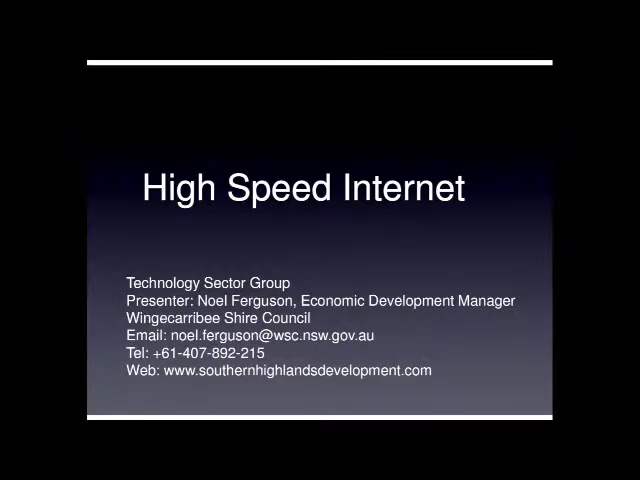 High Speed Internet
Technology Sector Group
Presenter: Noel Ferguson, Economic Development Manager
Wingecarribee Shire Council
Email: noel.ferguson@wsc.nsw.gov.au
Tel: +61-407-892-215
Web: www.southernhighlandsdevelopment.com